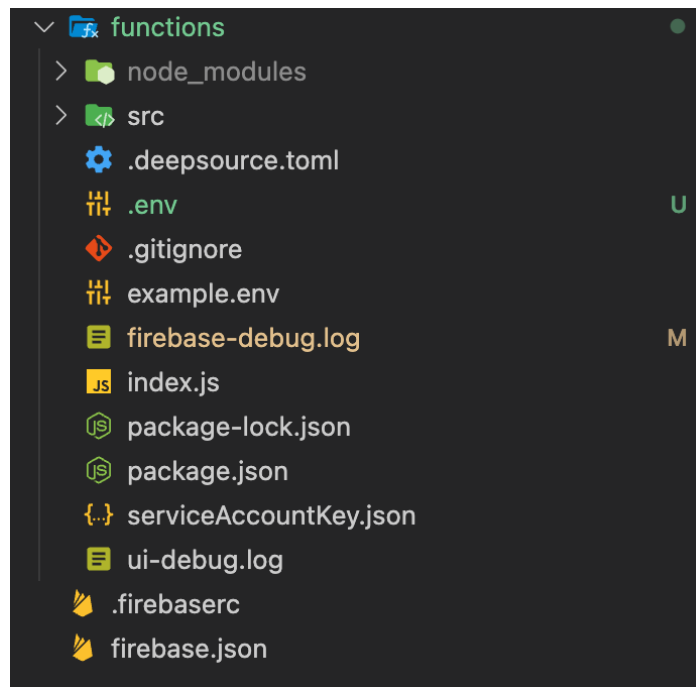 functions
node_modules
src
.deepsource.toml
.env U
.gitignore
example.env
firebase-debug.log M
JS index.js
package-lock.json
package.json
serviceAccountKey.json
ui-debug.log
.firebaserc
firebase.json